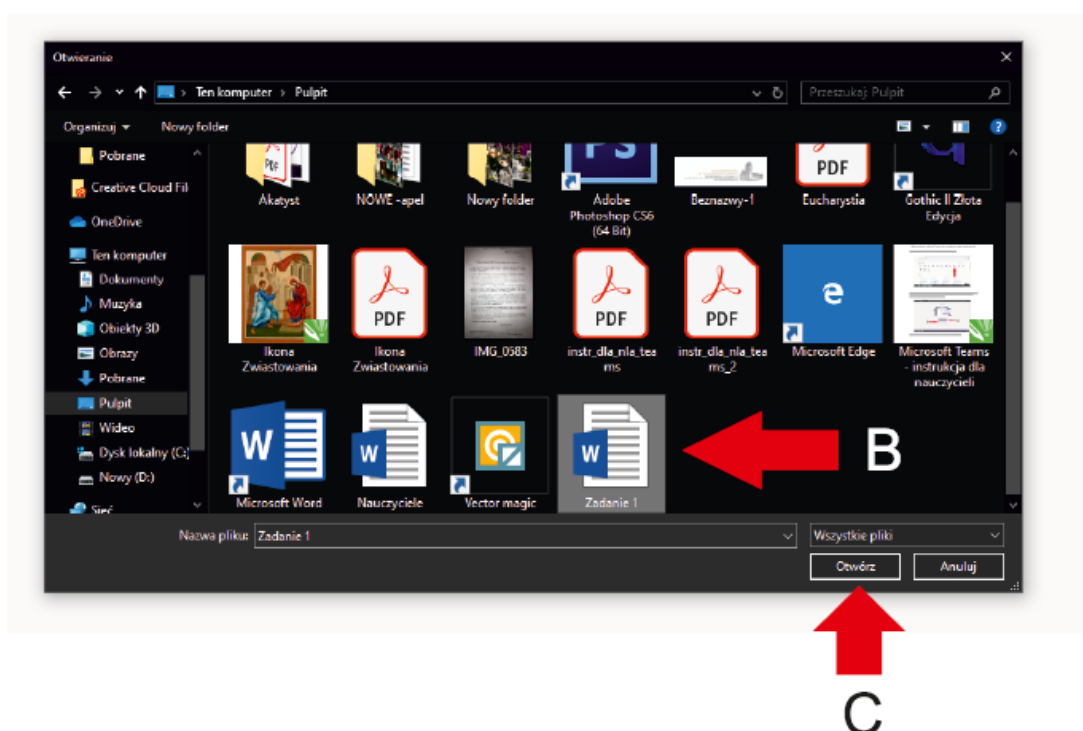 Otwieranie
Ten komputer > Pulpit
Przeszukaj: Pulpit
Organizuj
Nowy folder
Pobrane
Creative Cloud Fil
OneDrive
Ten komputer
Dokumenty
Muzyka
Obiekty 3D
Obrazy
Pobrane
Pulpit
Wideo
Dysk lokalny (C:)
Nowy (D:)
Sieć
PDF
Akatyst
NOWE -apel
Nowy folder
Ps
Adobe
Photoshop CS6
(64 Bit)
Beznazwy-1
PDF
Eucharystia
Gothic II Złota
Edycja
Ikona
Zwiastowania
PDF
Ikona
Zwiastowania
IMG_0583
PDF
instr_dla_nla_tea
ms
PDF
instr_dla_nla_tea
ms_2
Microsoft Edge
Microsoft Teams
- instrukcja dla
nauczycieli
W
Microsoft Word
W
Nauczyciele
Vector magic
W
Zadanie 1
B
Nazwa pliku: Zadanie 1
Wszystkie pliki
Otwórz
Anuluj
C